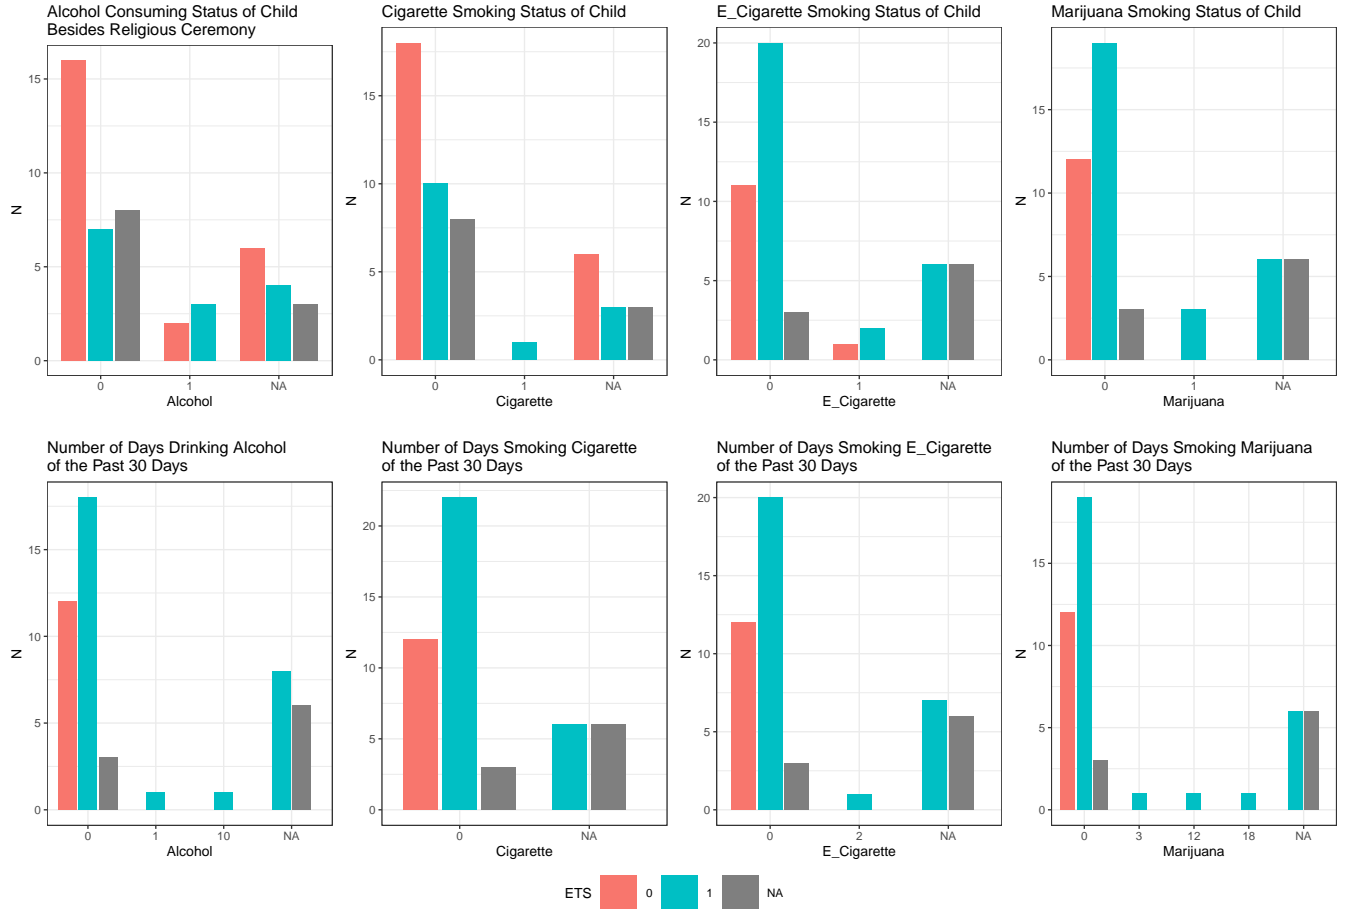 Alcohol Consuming Status of Child
Besides Religious Ceremony
15
10
5
0
N
0 1 NA
Alcohol
Cigarette Smoking Status of Child
15
10
5
0
N
0 1 NA
Cigarette
E_Cigarette Smoking Status of Child
20
15
10
5
0
N
0 1 NA
E_Cigarette
Marijuana Smoking Status of Child
15
10
5
0
N
0 1 NA
Marijuana
Number of Days Drinking Alcohol
of the Past 30 Days
15
10
5
0
N
0 1 10 NA
Alcohol
Number of Days Smoking Cigarette
of the Past 30 Days
20
15
10
5
0
N
0 NA
Cigarette
Number of Days Smoking E_Cigarette
of the Past 30 Days
20
15
10
5
0
N
0 2 NA
E_Cigarette
Number of Days Smoking Marijuana
of the Past 30 Days
15
10
5
0
N
0 3 12 18 NA
Marijuana
ETS 0 1 NA